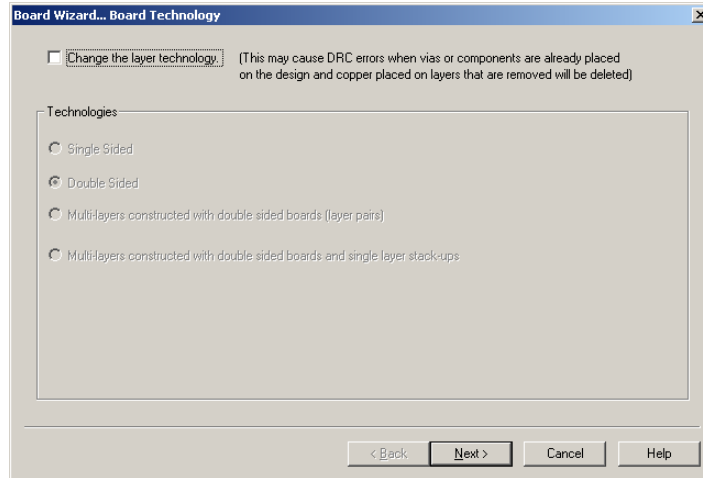 Board Wizard... Board Technology
Change the layer technology. (This may cause DRC errors when vias or components are already placed
on the design and copper placed on layers that are removed will be deleted)
Technologies
Single Sided
Double Sided
Multi-layers constructed with double sided boards (layer pairs)
Multi-layers constructed with double sided boards and single layer stack-ups
< Back Next > Cancel Help